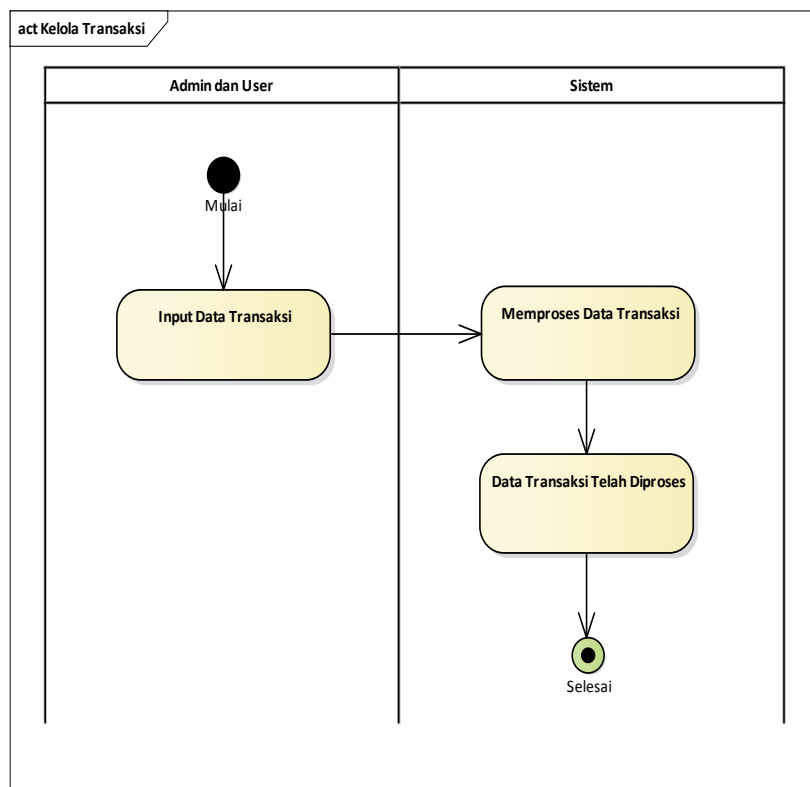 act Kelola Transaksi
Admin dan User
Sistem
Mulai
Input Data Transaksi
Memproses Data Transaksi
Data Transaksi Telah Diproses
Selesai